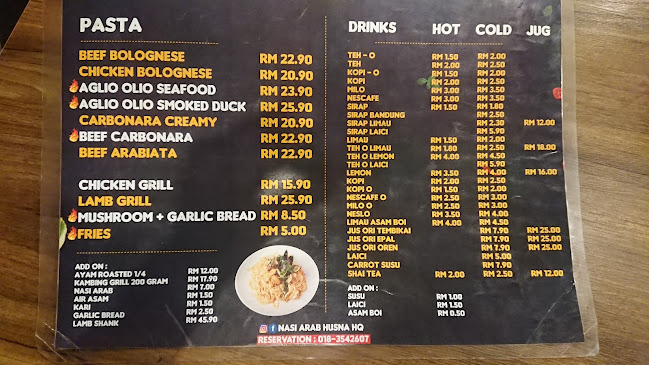 PASTA
BEEF BOLOGNESE RM 22.90
CHICKEN BOLOGNESE RM 20.90
AGLIO OLIO SEAFOOD RM 23.90
AGLIO OLIO SMOKED DUCK RM 25.90
CARBONARA CREAMY RM 20.90
BEEF CARBONARA RM 22.90
BEEF ARABIATA RM 22.90
CHICKEN GRILL RM 15.90
LAMB GRILL RM 25.90
MUSHROOM + GARLIC BREAD RM 8.50
FRIES RM 5.00
ADD ON :
AYAM ROASTED 1/4 RM 12.00
KAMBING GRILL 200 GRAM RM 17.90
NASI ARAB RM 7.00
AIR ASAM RM 1.50
KARI RM 1.50
GARLIC BREAD RM 2.50
LAMB SHANK RM 45.90
DRINKS HOT COLD JUG
TEH - O RM 1.50 RM 2.00
TEH RM 2.00 RM 2.50
KOPI - O RM 1.50 RM 2.00
KOPI RM 2.00 RM 2.50
MILO RM 3.00 RM 3.50
NESCAFE RM 3.00 RM 3.50
SIRAP RM 1.50 RM 1.80
SIRAP BANDUNG RM 2.50
SIRAP LIMAU RM 2.30 RM 12.00
SIRAP LAICI RM 5.90
LIMAU RM 1.50 RM 2.00
TEH O LIMAU RM 1.80 RM 2.50 RM 18.00
TEH O LEMON RM 4.00 RM 4.50
TEH O LAICI RM 5.90
LEMON RM 3.50 RM 4.00 RM 16.00
KOPI RM 2.00 RM 2.50
KOPI O RM 1.50 RM 2.00
NESCAFE O RM 2.50 RM 3.00
MILO O RM 2.50 RM 3.00
NESLO RM 3.50 RM 4.00
LIMAU ASAM BOI RM 4.00 RM 4.50
JUS ORI TEMBIKAI RM 7.90 RM 25.00
JUS ORI EPAL RM 7.90 RM 25.00
JUS ORI OREN RM 7.90 RM 25.00
LAICI RM 5.00
CARROT SUSU RM 7.90
SHAI TEA RM 2.00 RM 2.50 RM 12.00
ADD ON :
SUSU RM 1.00
LAICI RM 1.50
ASAM BOI RM 0.50
NASI ARAB HUSNA HQ
RESERVATION : 018-3542607